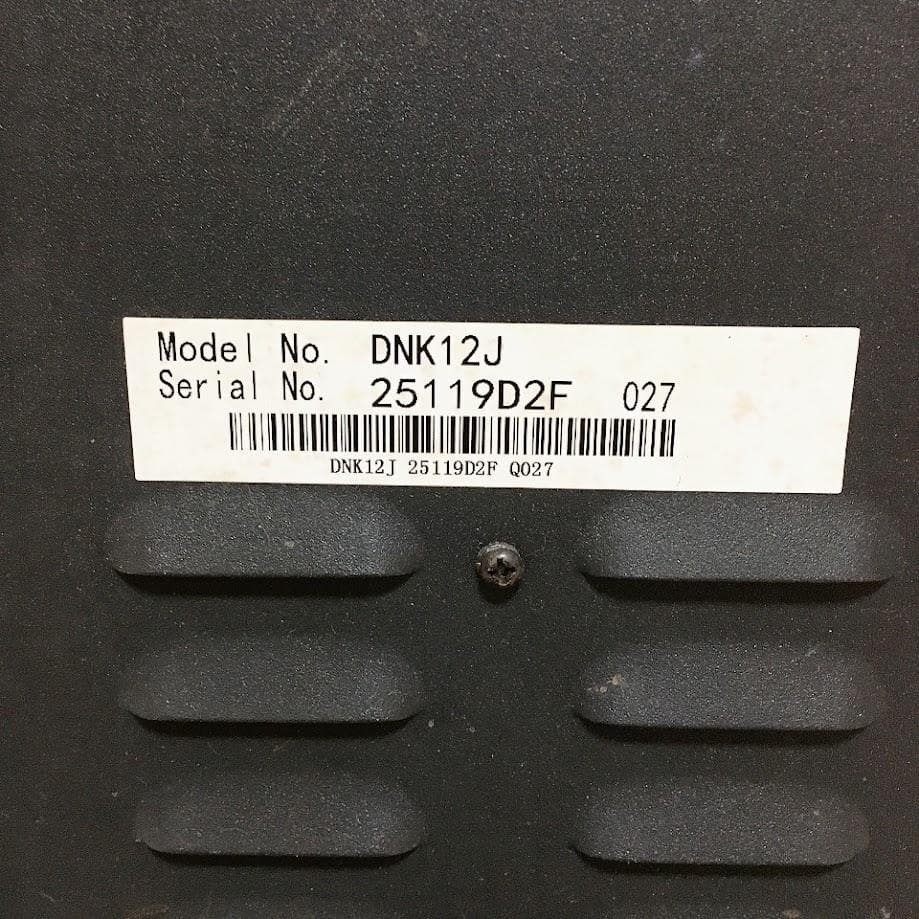 Model No. DNK12J
Serial No. 25119D2F 027
DNK12J 25119D2F Q027